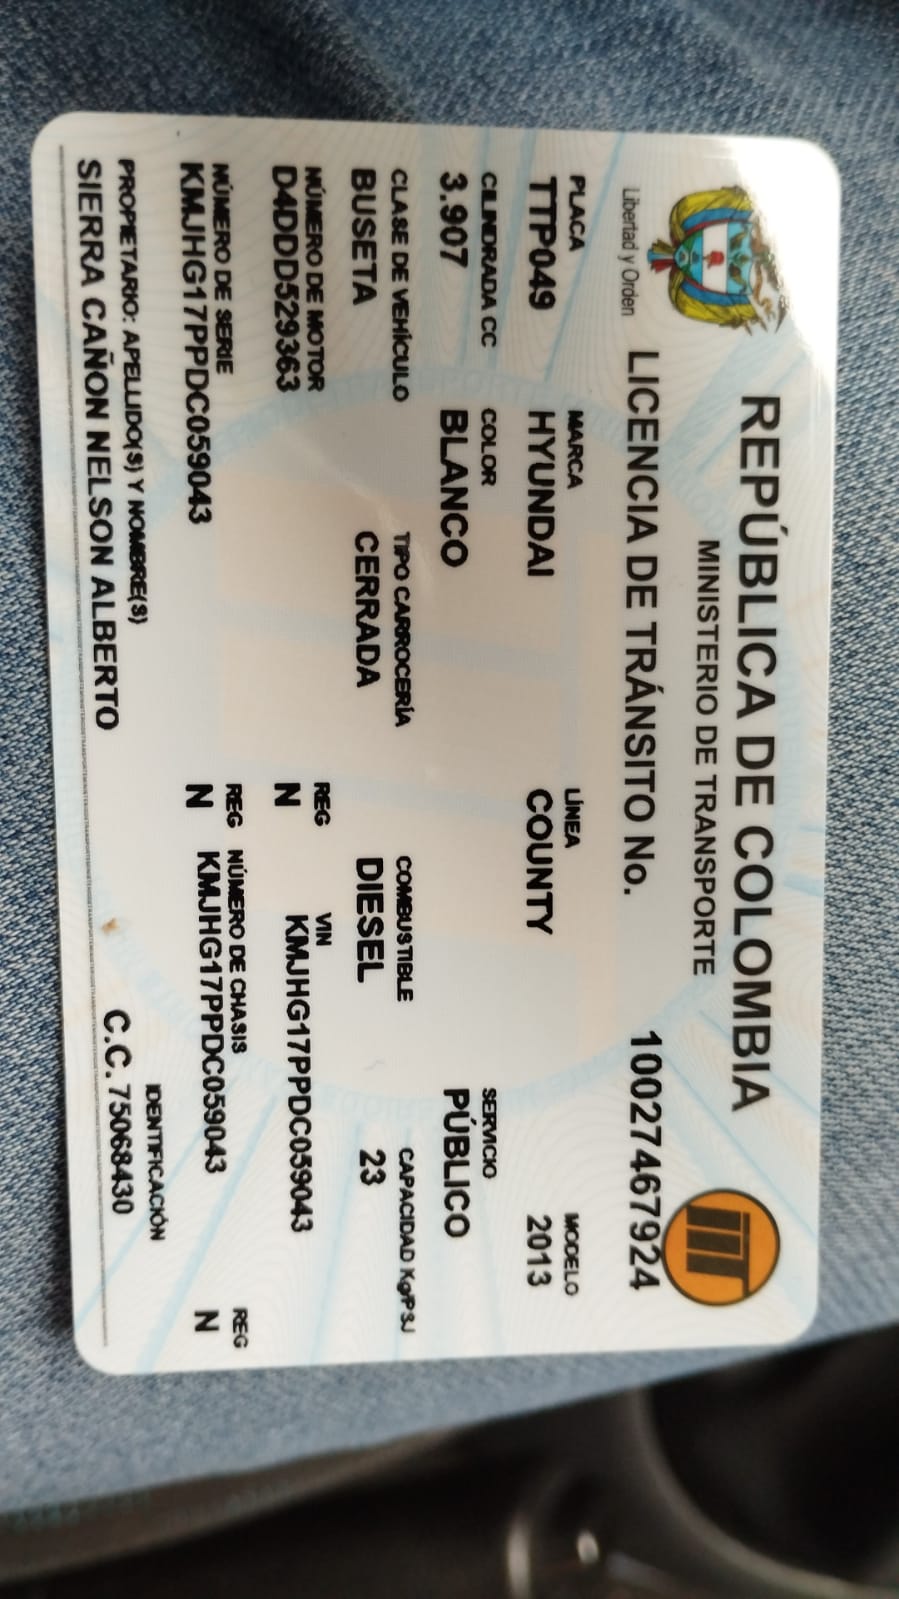 REPÚBLICA DE COLOMBIA
MINISTERIO DE TRANSPORTE
Libertad y Orden
LICENCIA DE TRÁNSITO No. 10027467924
PLACA MARCA LÍNEA MODELO
TTP049 HYUNDAI COUNTY 2013
CILINDRADA CC COLOR SERVICIO
3.907 BLANCO PÚBLICO
CLASE DE VEHÍCULO TIPO CARROCERÍA COMBUSTIBLE CAPACIDAD Kg/PSJ
BUSETA CERRADA DIESEL 23
NÚMERO DE MOTOR REG VIN
D4DDD529363 N KMJHG17PPDC059043
NÚMERO DE SERIE REG NÚMERO DE CHASIS REG
KMJHG17PPDC059043 N KMJHG17PPDC059043 N
PROPIETARIO: APELLIDO(S) Y NOMBRE(S) IDENTIFICACIÓN
SIERRA CAÑON NELSON ALBERTO C.C. 75068430